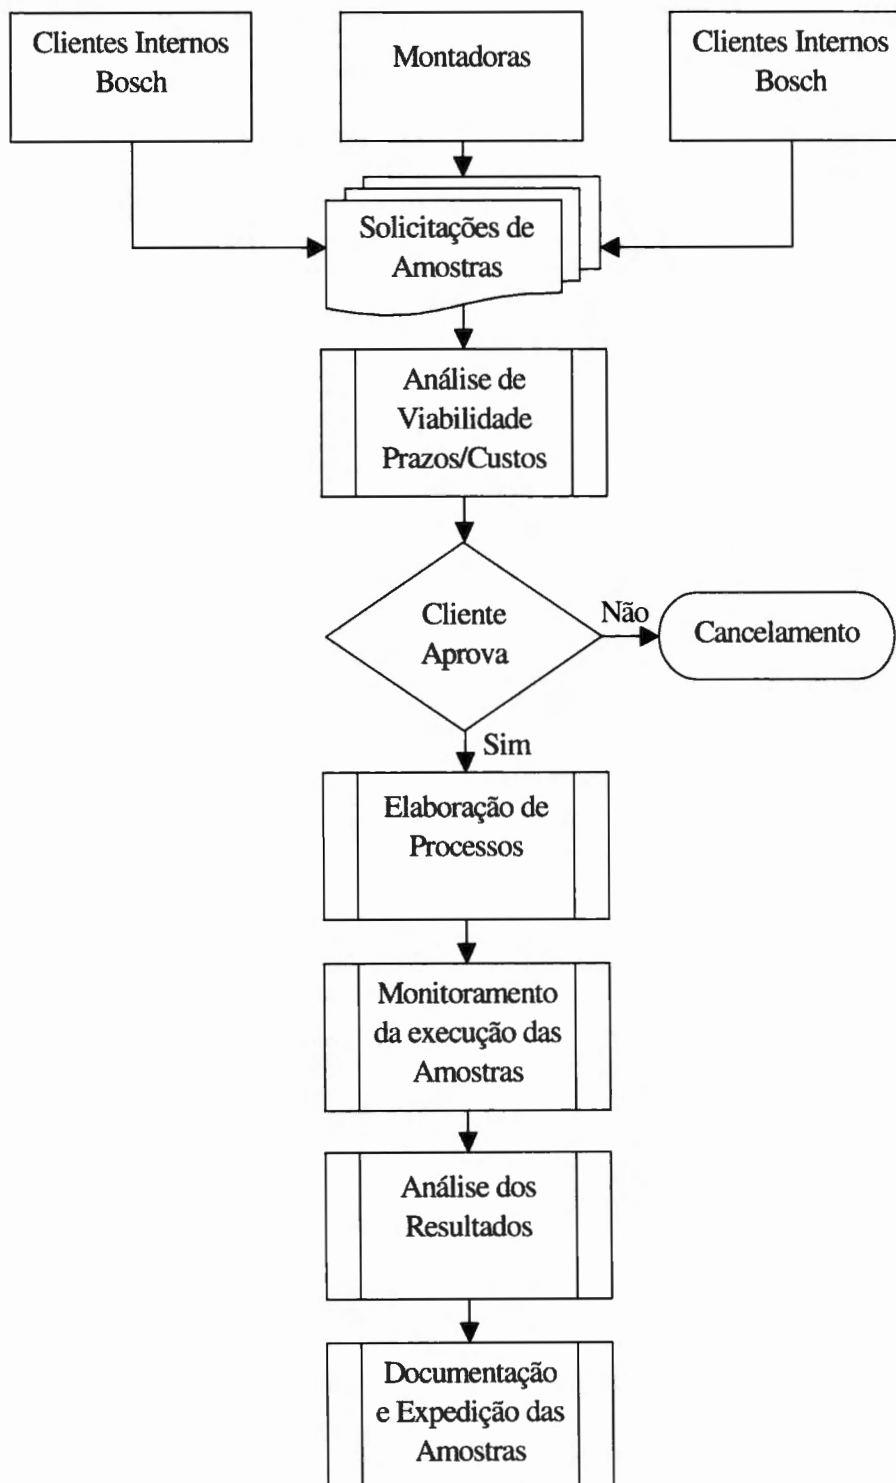 Clientes Internos
Bosch
Montadoras
Clientes Internos
Bosch
Solicitações de
Amostras
Análise de
Viabilidade
Prazos/Custos
Cliente
Aprova
Não
Cancelamento
Sim
Elaboração de
Processos
Monitoramento
da execução das
Amostras
Análise dos
Resultados
Documentação
e Expedição das
Amostras